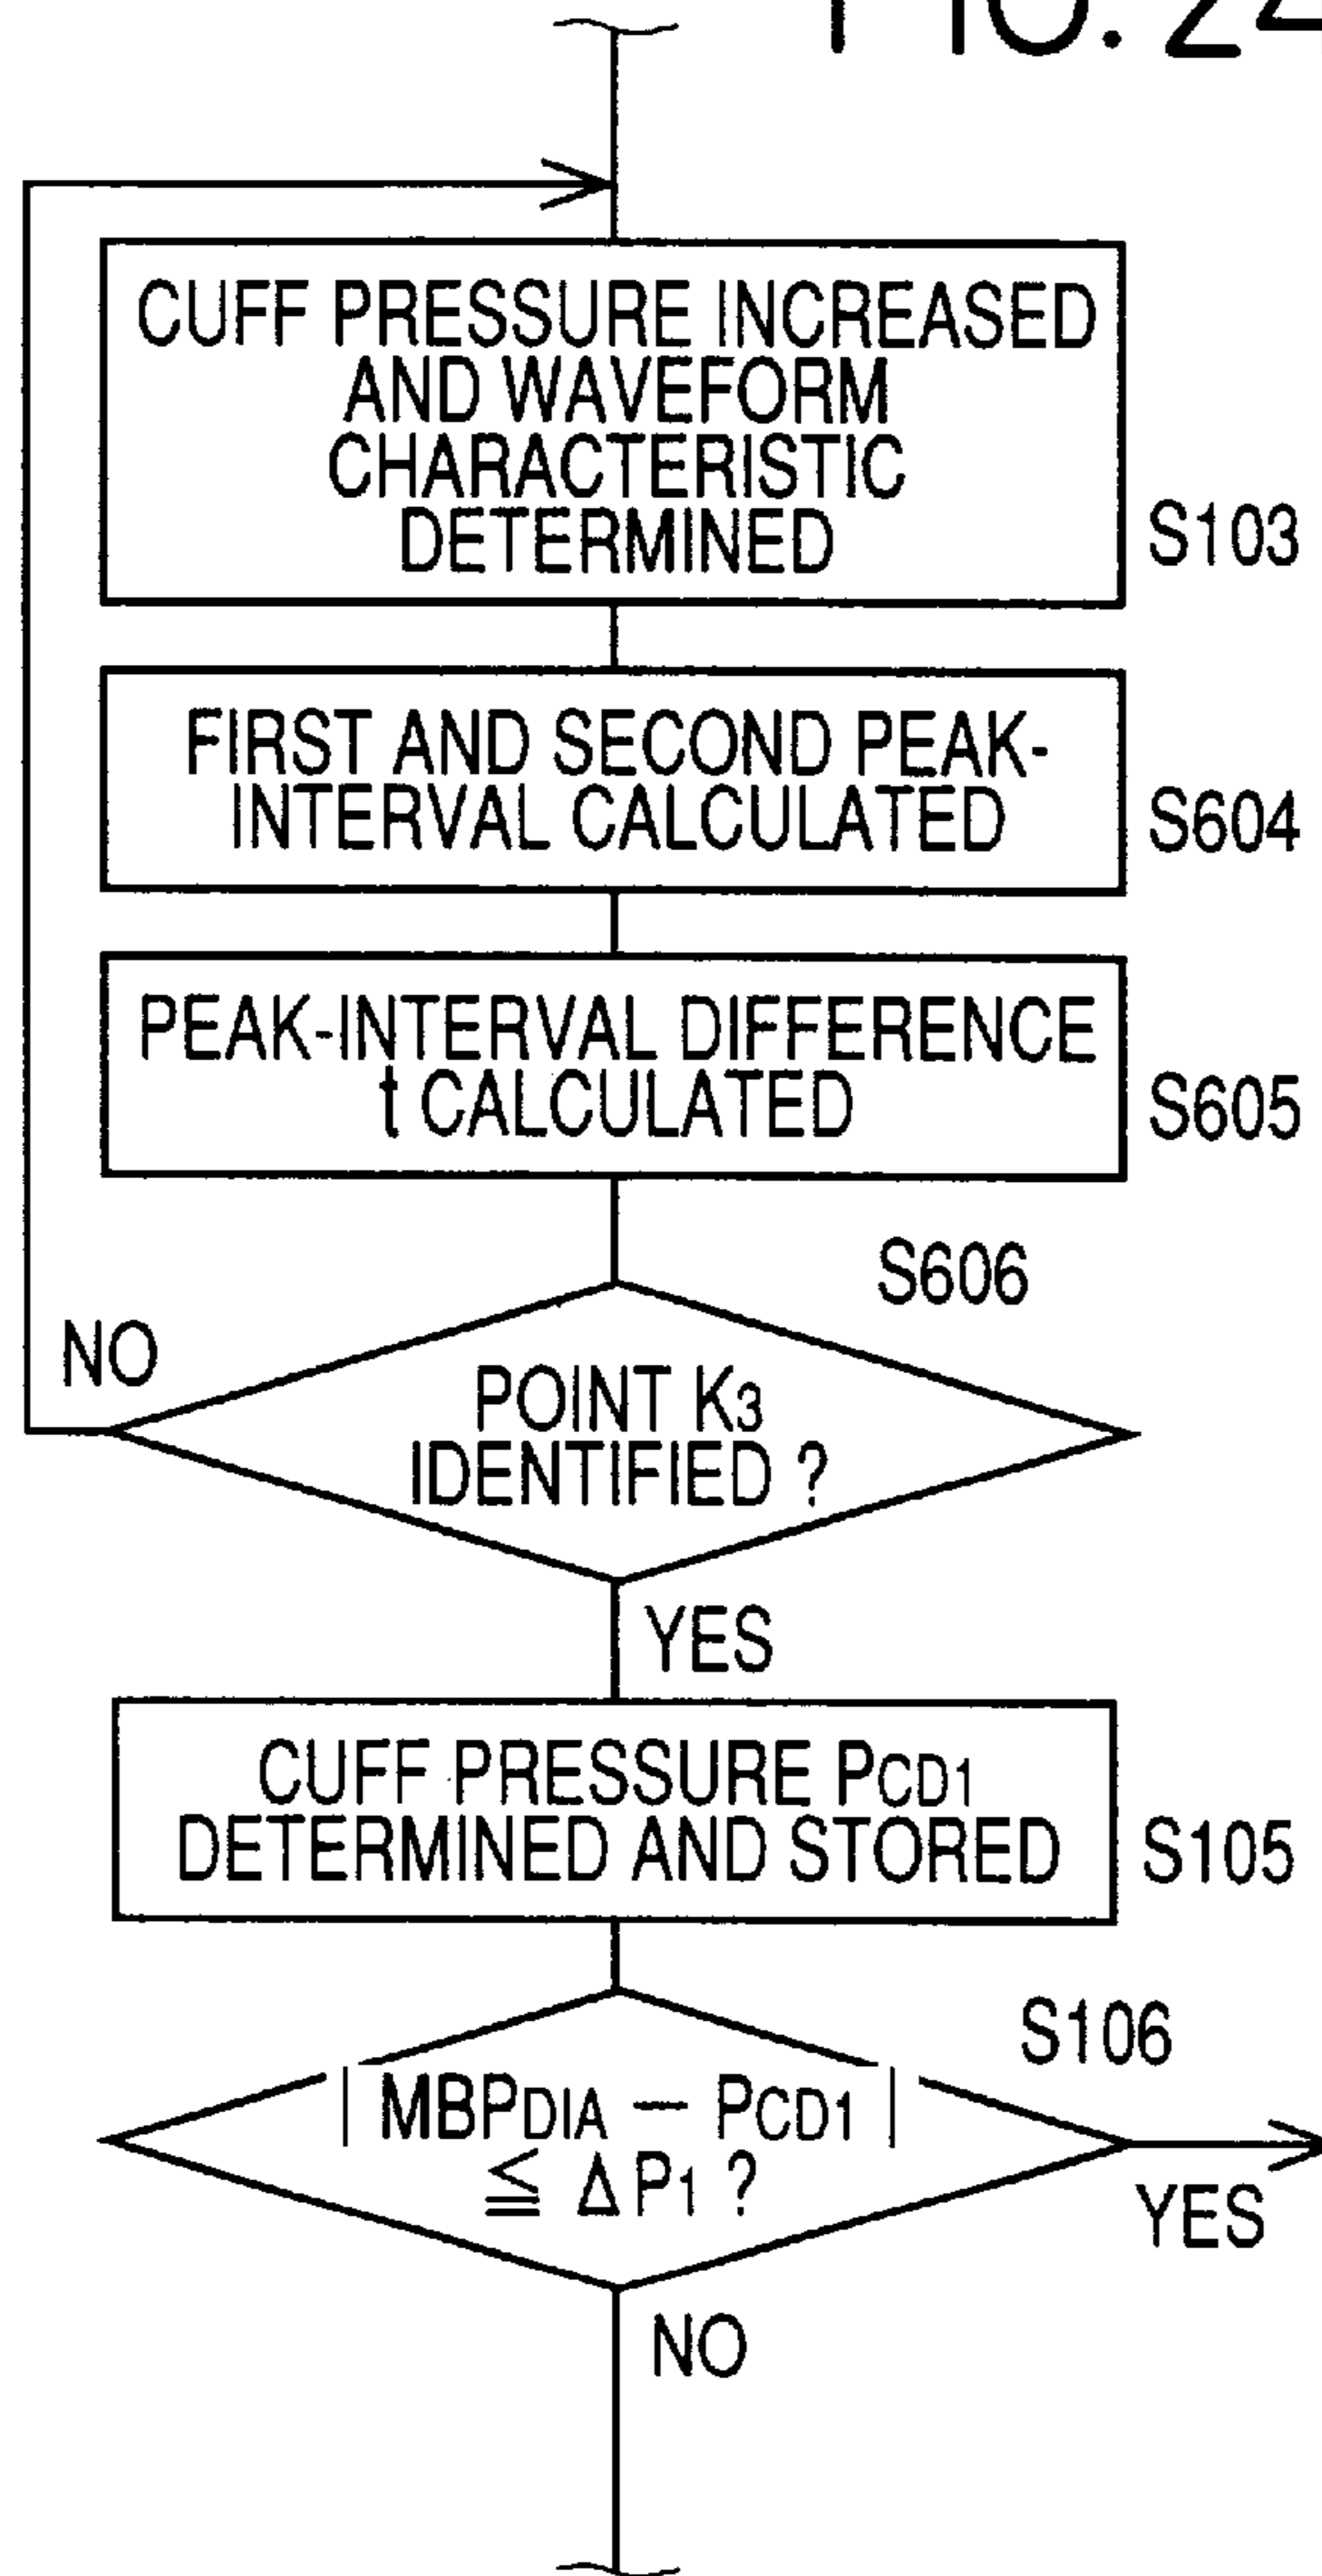 FIG. 24
CUFF PRESSURE INCREASED
AND WAVEFORM
CHARACTERISTIC
DETERMINED
S103
FIRST AND SECOND PEAK-
INTERVAL CALCULATED
S604
PEAK-INTERVAL DIFFERENCE
t CALCULATED
S605
S606
NO
POINT K3
IDENTIFIED ?
YES
CUFF PRESSURE PCD1
DETERMINED AND STORED
S105
S106
| MBPDIA − PCD1 |
≦ ΔP1 ?
YES
NO